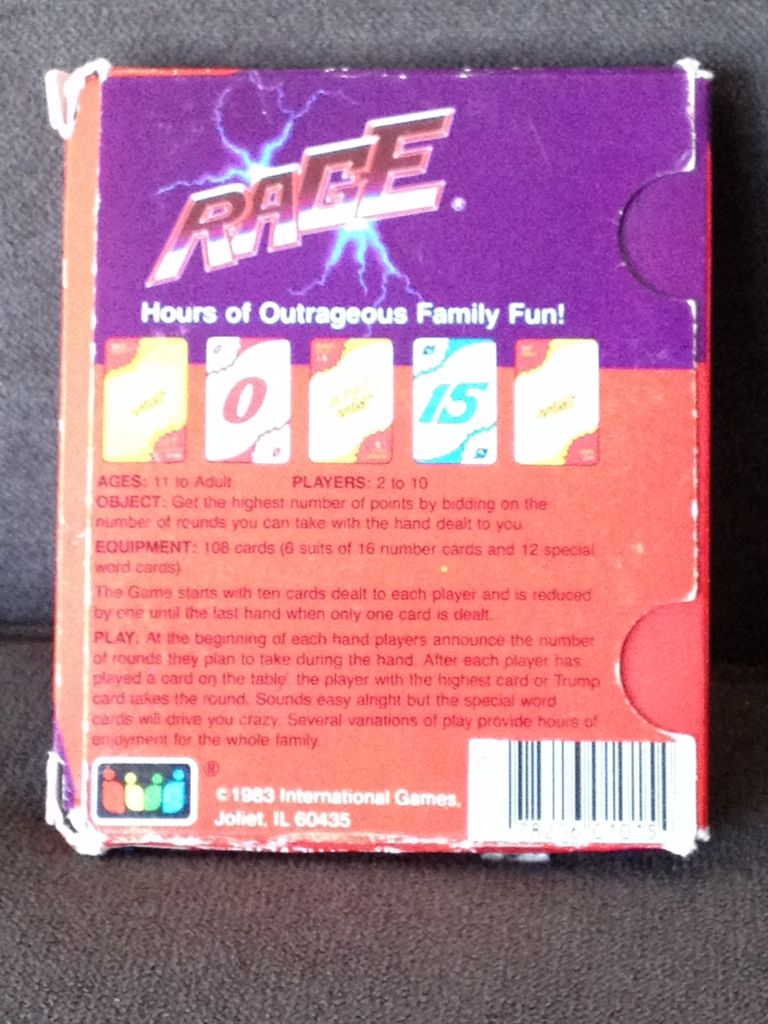 RAGE®
Hours of Outrageous Family Fun!
0
15
AGES: 11 to Adult PLAYERS: 2 to 10
OBJECT: Get the highest number of points by bidding on the
number of rounds you can take with the hand dealt to you
EQUIPMENT: 108 cards (6 suits of 16 number cards and 12 special
word cards)
The Game starts with ten cards dealt to each player and is reduced
by one until the last hand when only one card is dealt.
PLAY: At the beginning of each hand players announce the number
of rounds they plan to take during the hand. After each player has
played a card on the table, the player with the highest card or Trump
card takes the round. Sounds easy alright but the special word
cards will drive you crazy. Several variations of play provide hours of
enjoyment for the whole family.
®
©1983 International Games,
Joliet, IL 60435